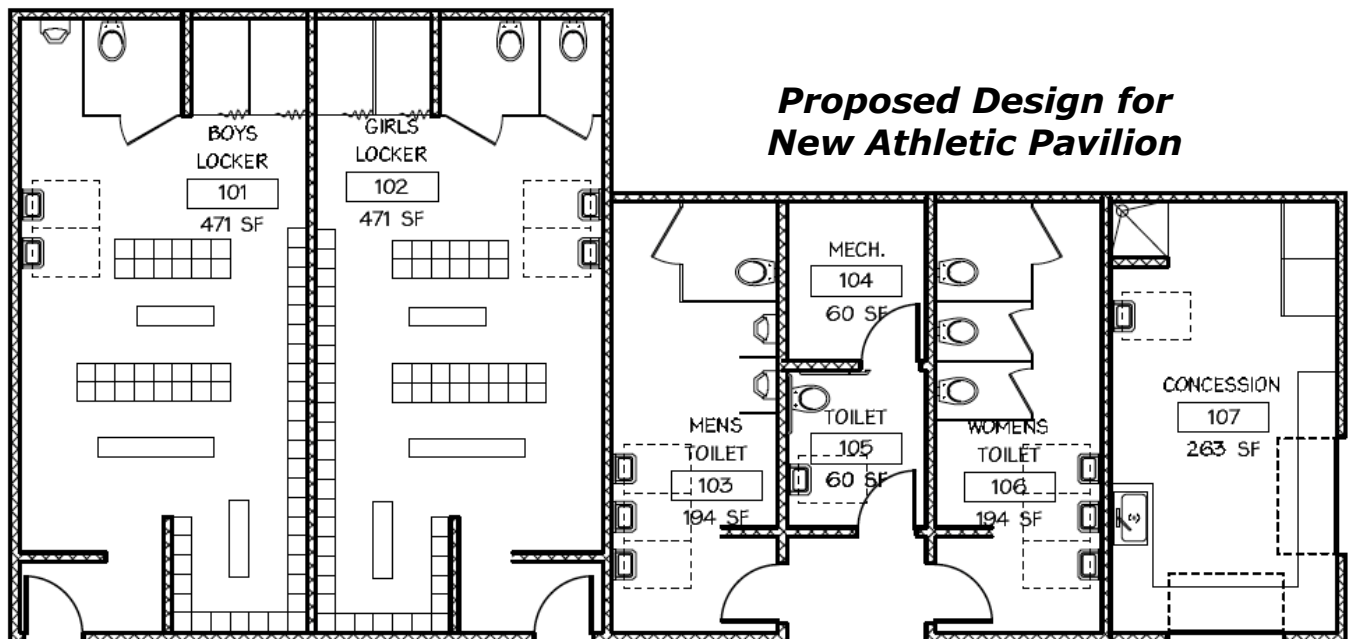 Proposed Design for
New Athletic Pavilion
BOYS
LOCKER
101
471 SF
GIRLS
LOCKER
102
471 SF
MENS
TOILET
103
194 SF
MECH.
104
60 SF
TOILET
105
60 SF
WOMENS
TOILET
106
194 SF
CONCESSION
107
263 SF